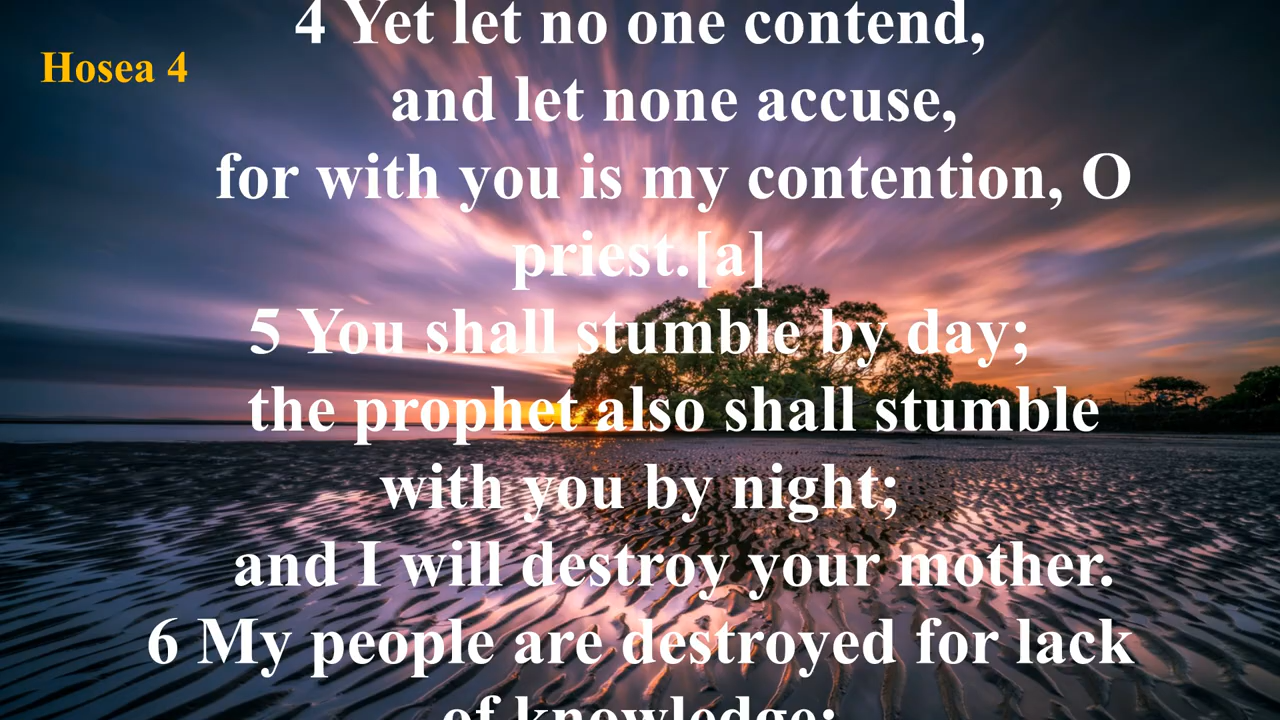 4 Yet let no one contend,
Hosea 4
and let none accuse,
for with you is my contention, O
priest.[a]
5 You shall stumble by day;
the prophet also shall stumble
with you by night;
and I will destroy your mother.
6 My people are destroyed for lack
of knowledge;